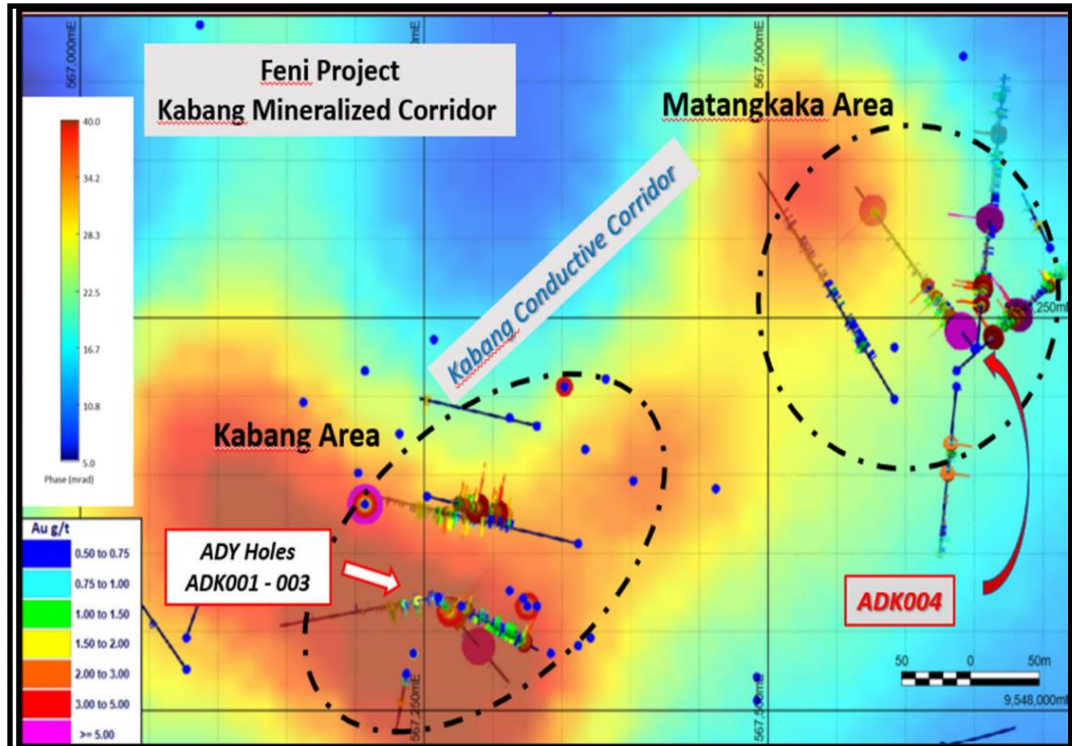 567,000mE
567,500mE
Feni Project
Kabang Mineralized Corridor
Matangkaka Area
Kabang Conductive Corridor
40.0
34.2
28.3
22.5
16.7
10.8
5.0
Phase (mrad)
Kabang Area
Au g/t
0.50 to 0.75
0.75 to 1.00
1.00 to 1.50
1.50 to 2.00
2.00 to 3.00
3.00 to 5.00
>= 5.00
ADY Holes
ADK001 - 003
ADK004
50 0 50m
9,548,000mN
567,250mE